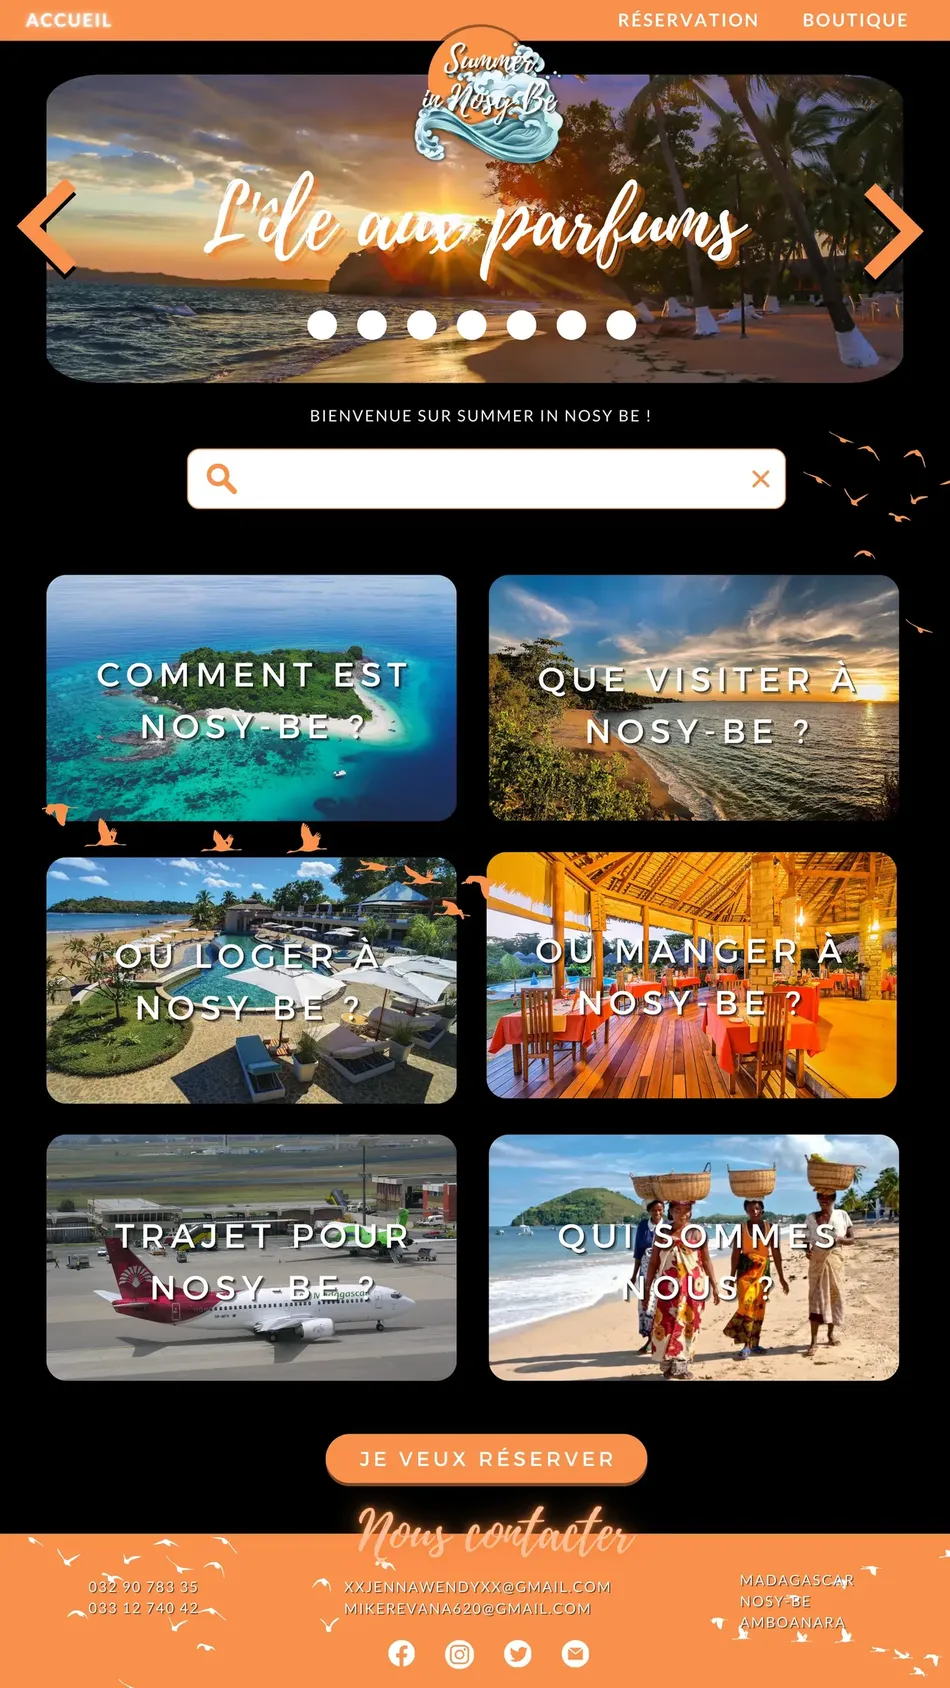 ACCUEIL
RÉSERVATION
BOUTIQUE
Summer
in Nosy-Be
L'île aux parfums
BIENVENUE SUR SUMMER IN NOSY BE !
COMMENT EST
NOSY-BE ?
QUE VISITER À
NOSY-BE ?
OÙ LOGER À
NOSY-BE ?
OÙ MANGER À
NOSY-BE ?
TRAJET POUR
NOSY-BE ?
Madagascar
QUI SOMMES
NOUS ?
JE VEUX RÉSERVER
Nous contacter
032 90 783 35
033 12 740 42
XXJENNAWENDYXX@GMAIL.COM
MIKEREVANA620@GMAIL.COM
MADAGASCAR
NOSY-BE
AMBOANARA